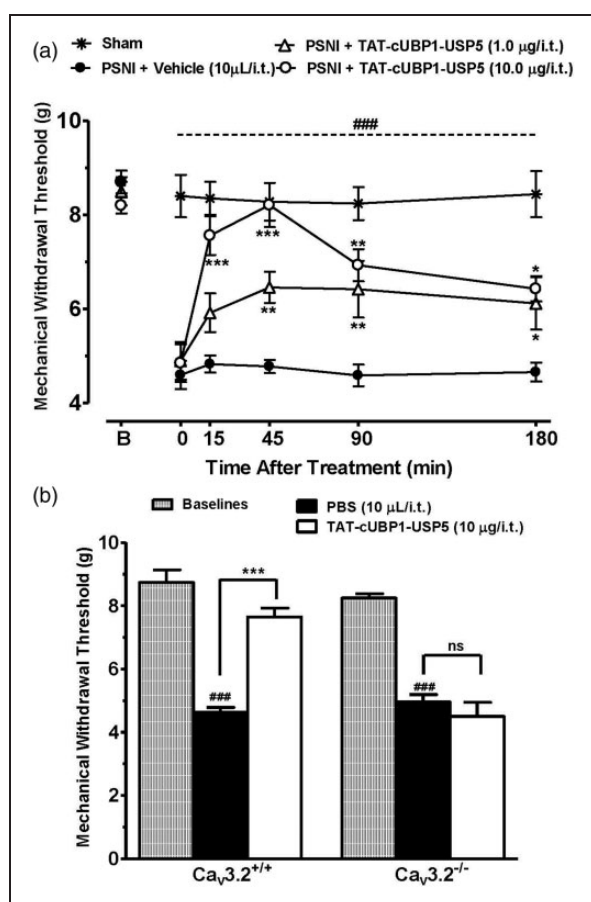 (a)
Sham
PSNI + TAT-cUBP1-USP5 (1.0 µg/i.t.)
PSNI + Vehicle (10µL/i.t.)
PSNI + TAT-cUBP1-USP5 (10.0 µg/i.t.)
###
Mechanical Withdrawal Threshold (g)
10
8
6
4
***
***
**
*
**
**
*
B
0
15
45
90
180
Time After Treatment (min)
(b)
Baselines
PBS (10 µL/i.t.)
TAT-cUBP1-USP5 (10 µg/i.t.)
Mechanical Withdrawal Threshold (g)
10
8
6
4
2
0
***
###
ns
###
CaV3.2+/+
CaV3.2-/-